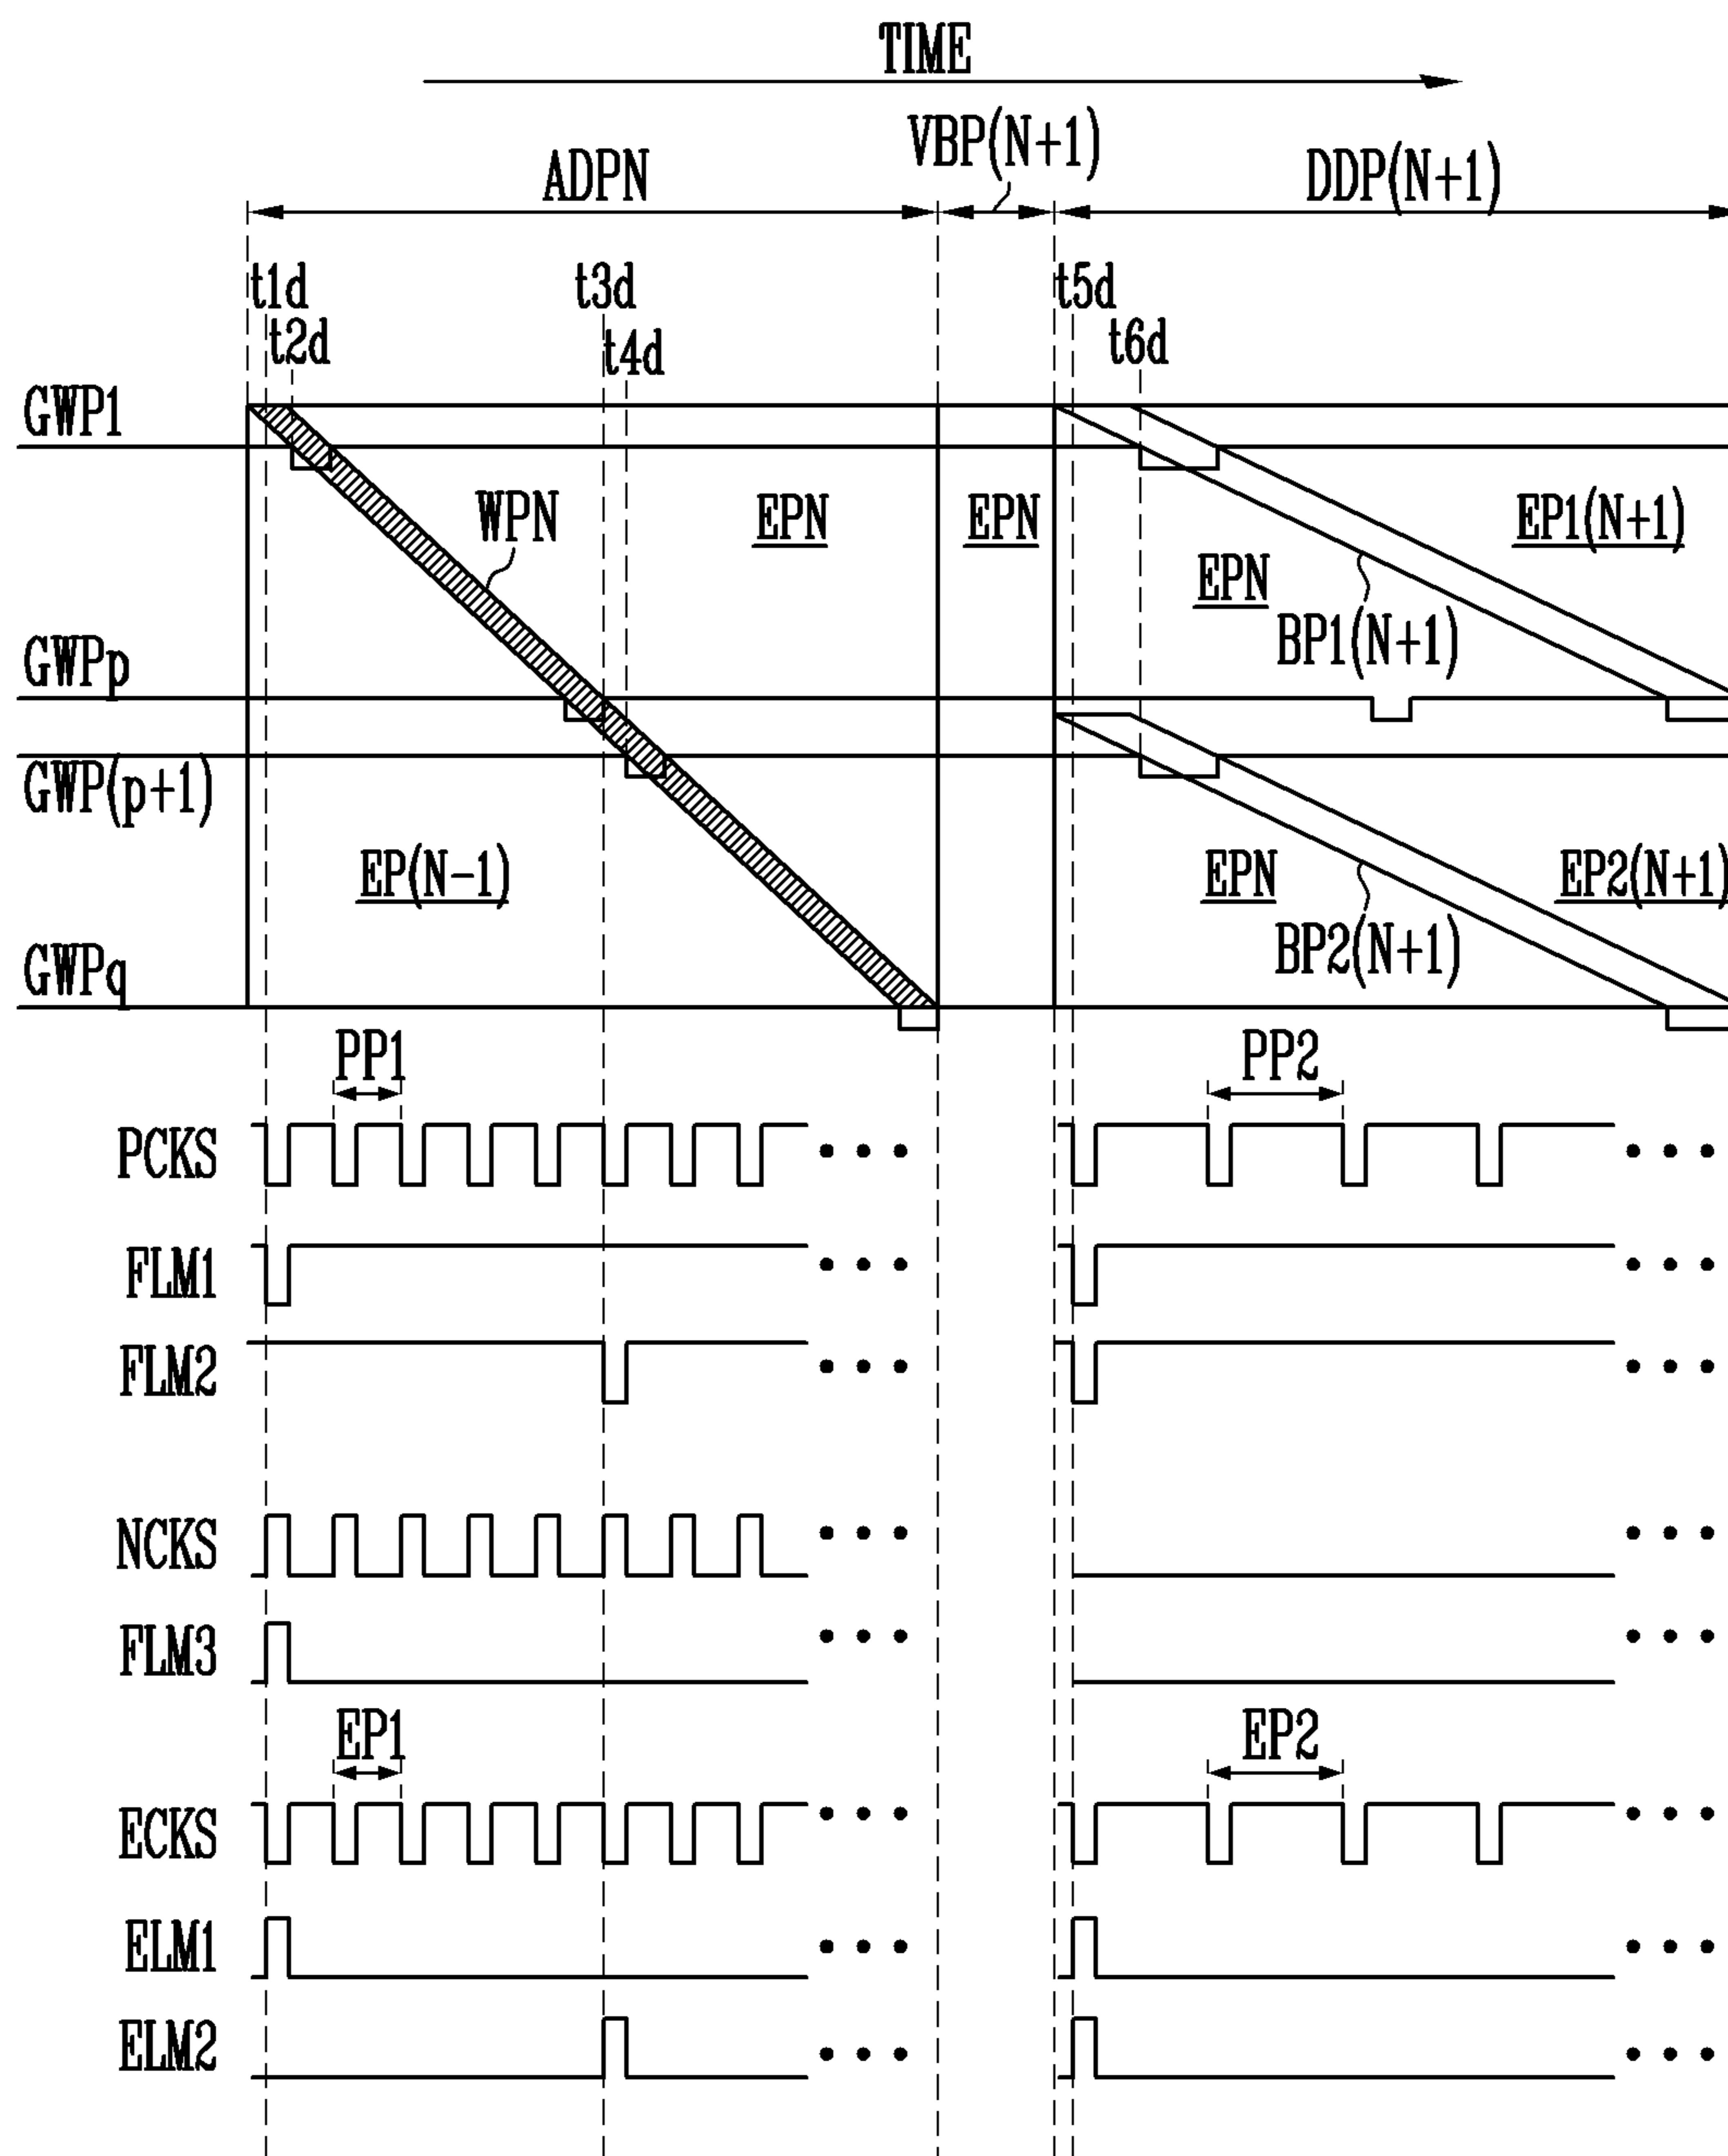 TIME
ADPN
VBP(N+1)
DDP(N+1)
t1d
t2d
t3d
t4d
t5d
t6d
GWP1
WPN
EPN
EPN
EP1(N+1)
EPN
BP1(N+1)
GWPp
GWP(p+1)
EP(N-1)
EPN
EP2(N+1)
BP2(N+1)
GWPq
PP1
PP2
PCKS
FLM1
FLM2
NCKS
FLM3
EP1
EP2
ECKS
ELM1
ELM2